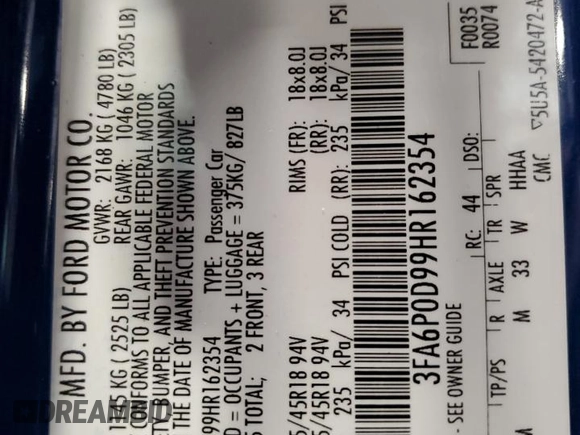 MFD. BY FORD MOTOR CO.
GVWR: 2168 KG ( 4780 LB)
KG ( 2525 LB) REAR GAWR: 1046 KG ( 2305 LB)
CONFORMS TO ALL APPLICABLE FEDERAL MOTOR
BUMPER, AND THEFT PREVENTION STANDARDS
THE DATE OF MANUFACTURE SHOWN ABOVE.
99HR162354 TYPE: Passenger Car
= OCCUPANTS + LUGGAGE = 375KG/ 827LB
TOTAL; 2 FRONT, 3 REAR
/45R18 94V RIMS (FR): 18x8.0J
/45R18 94V (RR): 18x8.0J
235 kPa/ 34 PSI COLD (RR): 235 kPa/ 34 PSI
3FA6P0D99HR162354
- SEE OWNER GUIDE
RC: 44 DSO: F0035
R0074
TP/PS R AXLE TR SPR
M 33 W HHAA
CMC
5U5A-5420472-A
DREAMBID